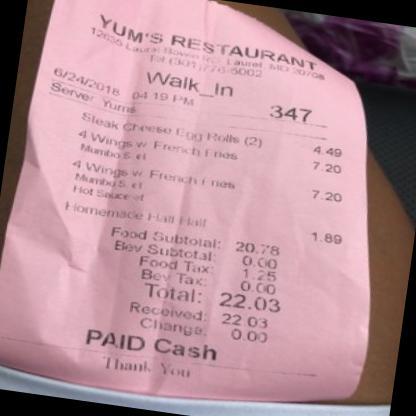 YUM'S RESTAURANT
12635 Laurel Bowie RD, Laurel, MD 20708
Tel (301)776-5002
Walk_In
6/24/2018 04:19 PM 347
Server: Yums
Steak Cheese Egg Rolls (2) 4.49
4 Wings w French Fries 7.20
Mumbo S.
4 Wings w French Fries 7.20
Mumbo S.
Hot Sauce
Homemade Half Half 1.89
Food Subtotal: 20.78
Bev Subtotal: 0.00
Food Tax: 1.25
Bev Tax: 0.00
Total: 22.03
Received: 22.03
Change: 0.00
PAID Cash
Thank You